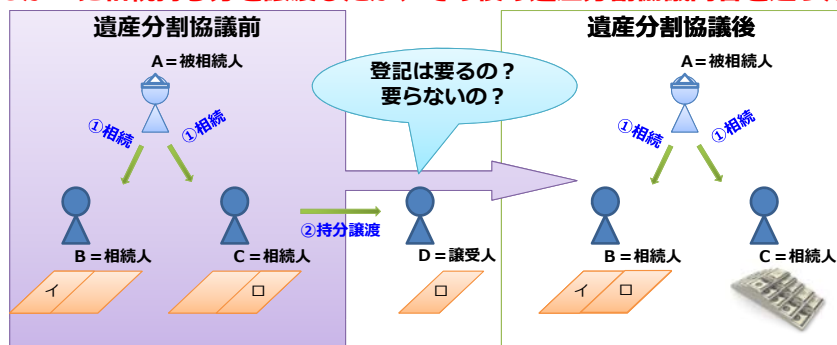 遺産分割協議前
A=被相続人
①相続
①相続
B=相続人
C=相続人
イ
ロ
②持分譲渡
登記は要るの？
要らないの？
D=譲受人
ロ
遺産分割協議後
A=被相続人
①相続
①相続
B=相続人
C=相続人
イ
ロ